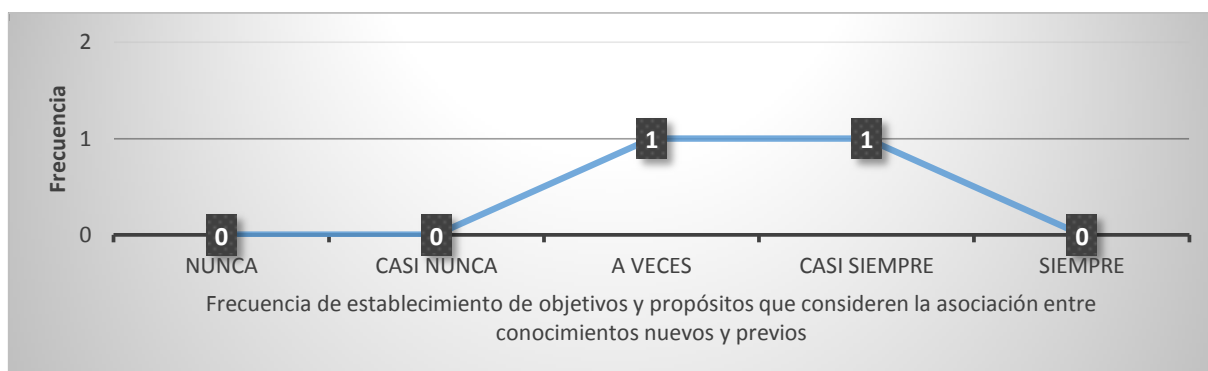 2
1
0
Frecuencia
0
0
1
1
0
NUNCA
CASI NUNCA
A VECES
CASI SIEMPRE
SIEMPRE
Frecuencia de establecimiento de objetivos y propósitos que consideren la asociación entre
conocimientos nuevos y previos